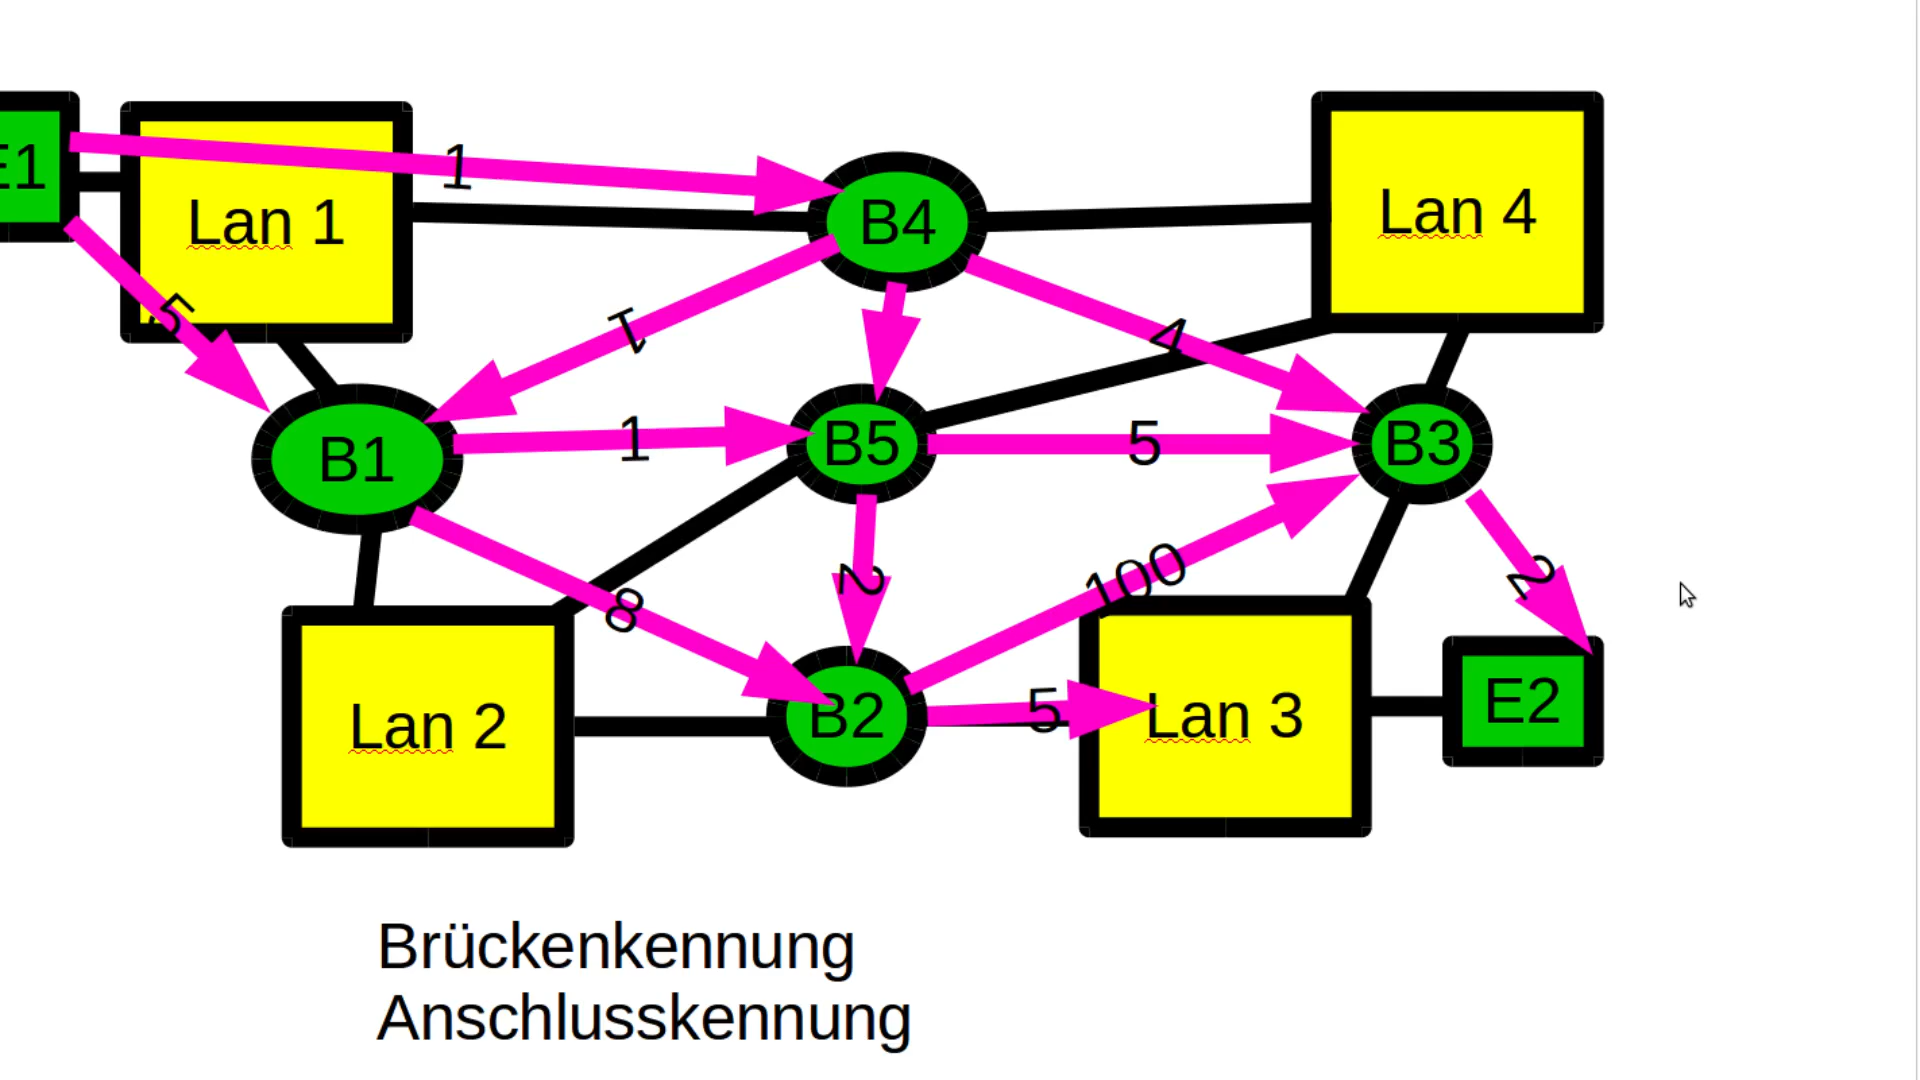 E1
Lan 1
1
B4
Lan 4
5
1
4
B1
1
B5
5
B3
8
2
100
2
Lan 2
B2
5
Lan 3
E2
Brückenkennung
Anschlusskennung